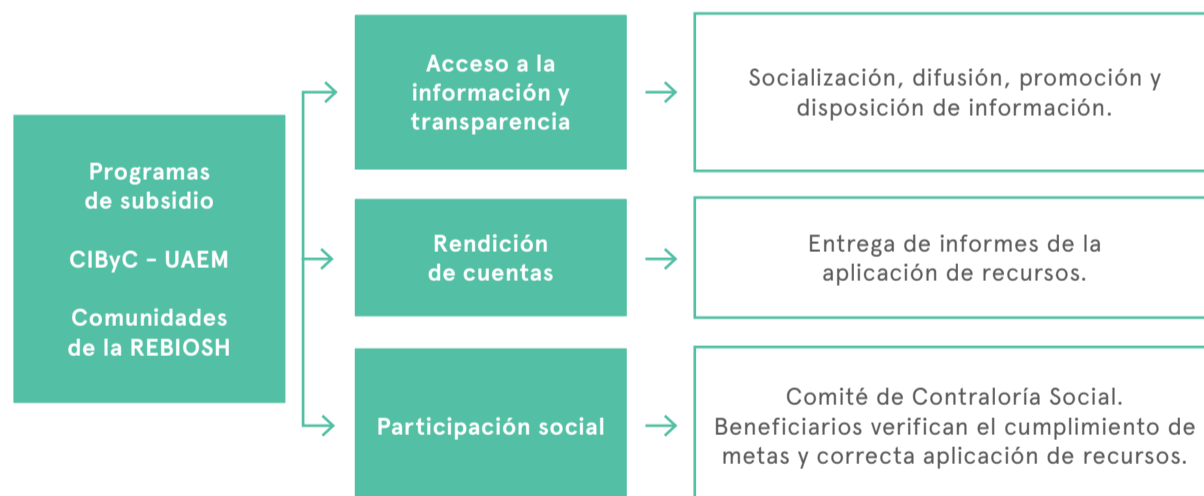 Programas
de subsidio
CIByC - UAEM
Comunidades
de la REBIOSH
Acceso a la
información y
transparencia
Socialización, difusión, promoción y
disposición de información.
Rendición
de cuentas
Entrega de informes de la
aplicación de recursos.
Participación social
Comité de Contraloría Social.
Beneficiarios verifican el cumplimiento de
metas y correcta aplicación de recursos.